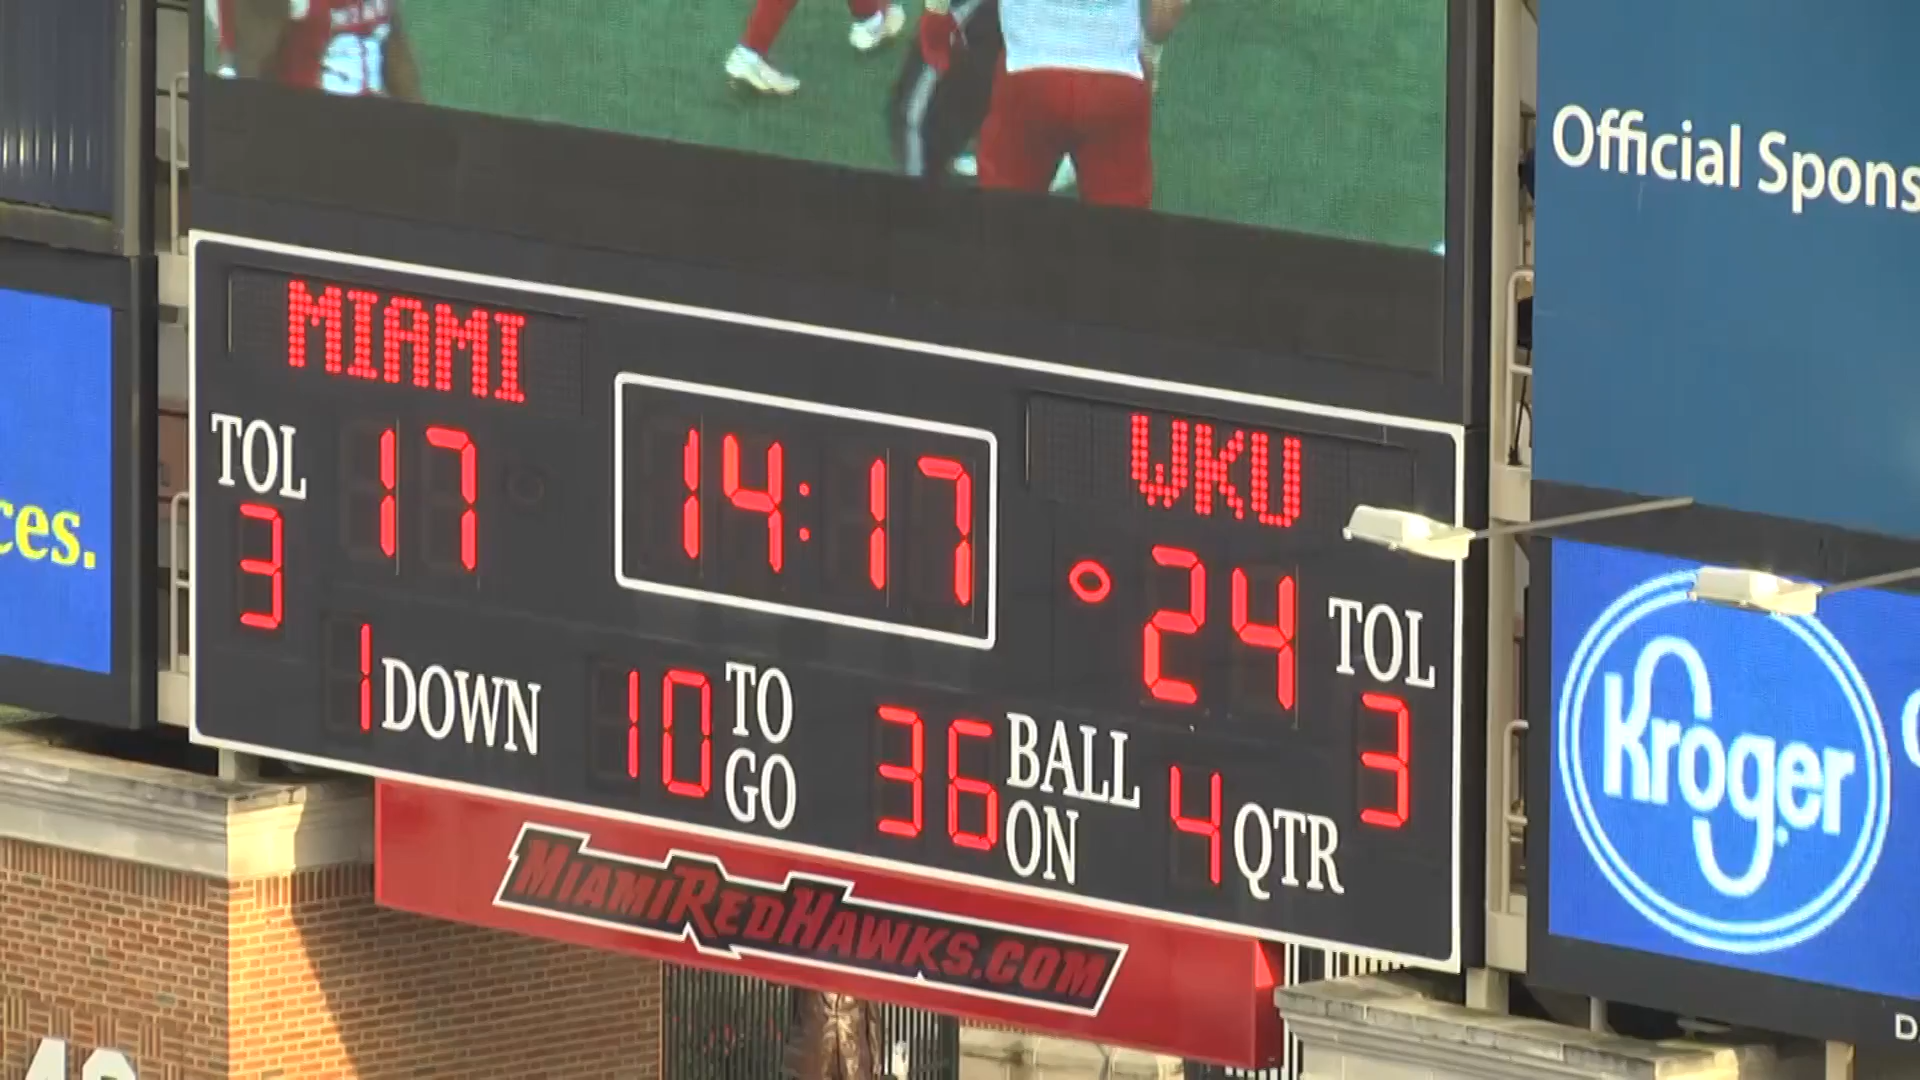 Official Spons
MIAMI
TOL
17
14:17
WKU
3
24
TOL
3
1 DOWN
10 TO GO
36 BALL ON
4 QTR
ces.
Kroger
MIAMIREDHAWKS.COM